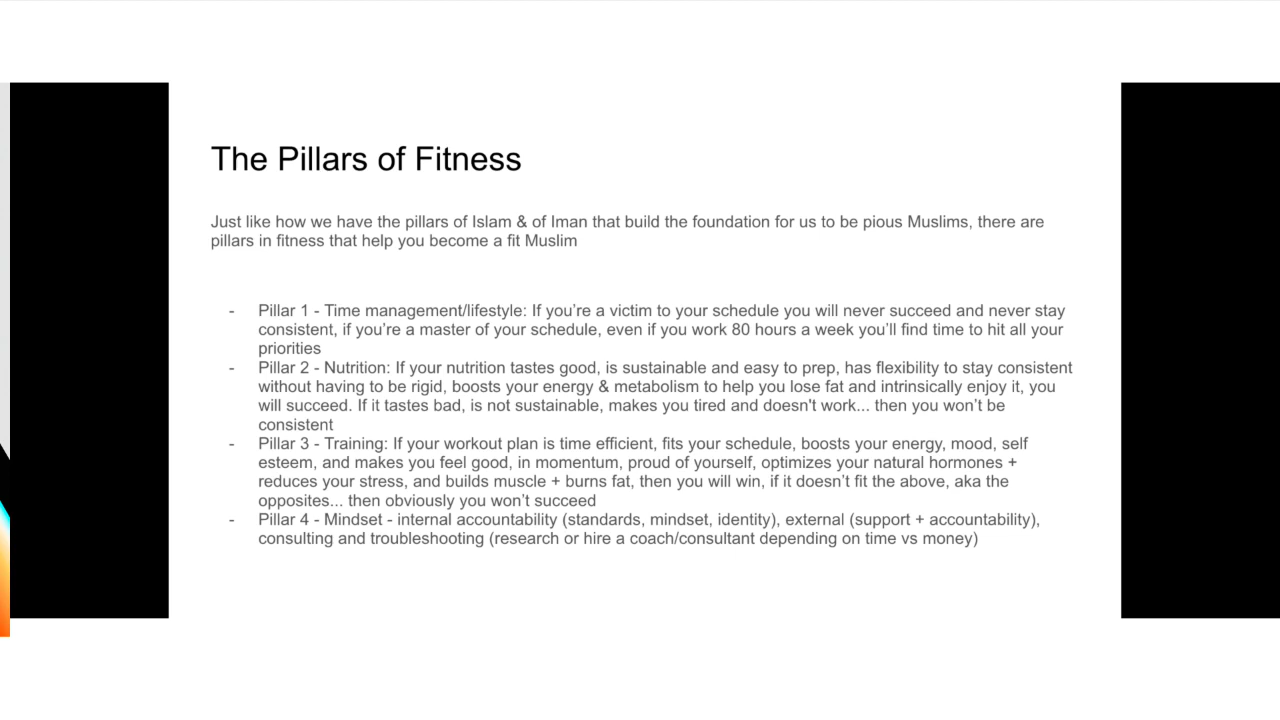 The Pillars of Fitness
Just like how we have the pillars of Islam & of Iman that build the foundation for us to be pious Muslims, there are
pillars in fitness that help you become a fit Muslim
- Pillar 1 - Time management/lifestyle: If you’re a victim to your schedule you will never succeed and never stay
consistent, if you’re a master of your schedule, even if you work 80 hours a week you’ll find time to hit all your
priorities
- Pillar 2 - Nutrition: If your nutrition tastes good, is sustainable and easy to prep, has flexibility to stay consistent
without having to be rigid, boosts your energy & metabolism to help you lose fat and intrinsically enjoy it, you
will succeed. If it tastes bad, is not sustainable, makes you tired and doesn't work... then you won’t be
consistent
- Pillar 3 - Training: If your workout plan is time efficient, fits your schedule, boosts your energy, mood, self
esteem, and makes you feel good, in momentum, proud of yourself, optimizes your natural hormones +
reduces your stress, and builds muscle + burns fat, then you will win, if it doesn’t fit the above, aka the
opposites... then obviously you won’t succeed
- Pillar 4 - Mindset - internal accountability (standards, mindset, identity), external (support + accountability),
consulting and troubleshooting (research or hire a coach/consultant depending on time vs money)